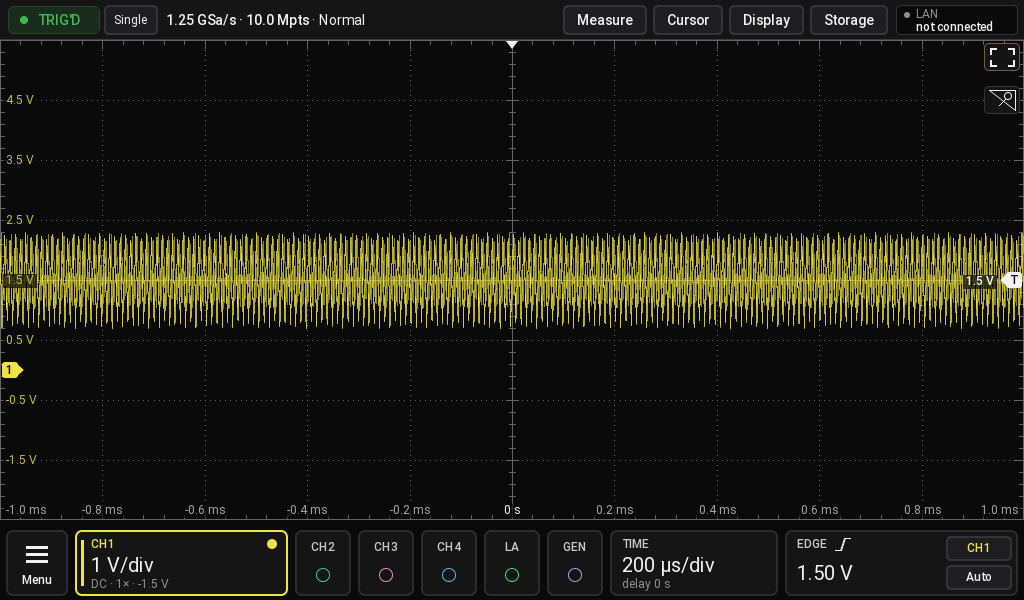 TRIG'D
Single
1.25 GSa/s · 10.0 Mpts · Normal
Measure
Cursor
Display
Storage
LAN
not connected
4.5 V
3.5 V
2.5 V
1.5 V
1.5 V
T
0.5 V
1
-0.5 V
-1.5 V
-1.0 ms
-0.8 ms
-0.6 ms
-0.4 ms
-0.2 ms
0 s
0.2 ms
0.4 ms
0.6 ms
0.8 ms
1.0 ms
Menu
CH1
1 V/div
DC · 1× · -1.5 V
CH2
CH3
CH4
LA
GEN
TIME
200 µs/div
delay 0 s
EDGE
1.50 V
CH1
Auto